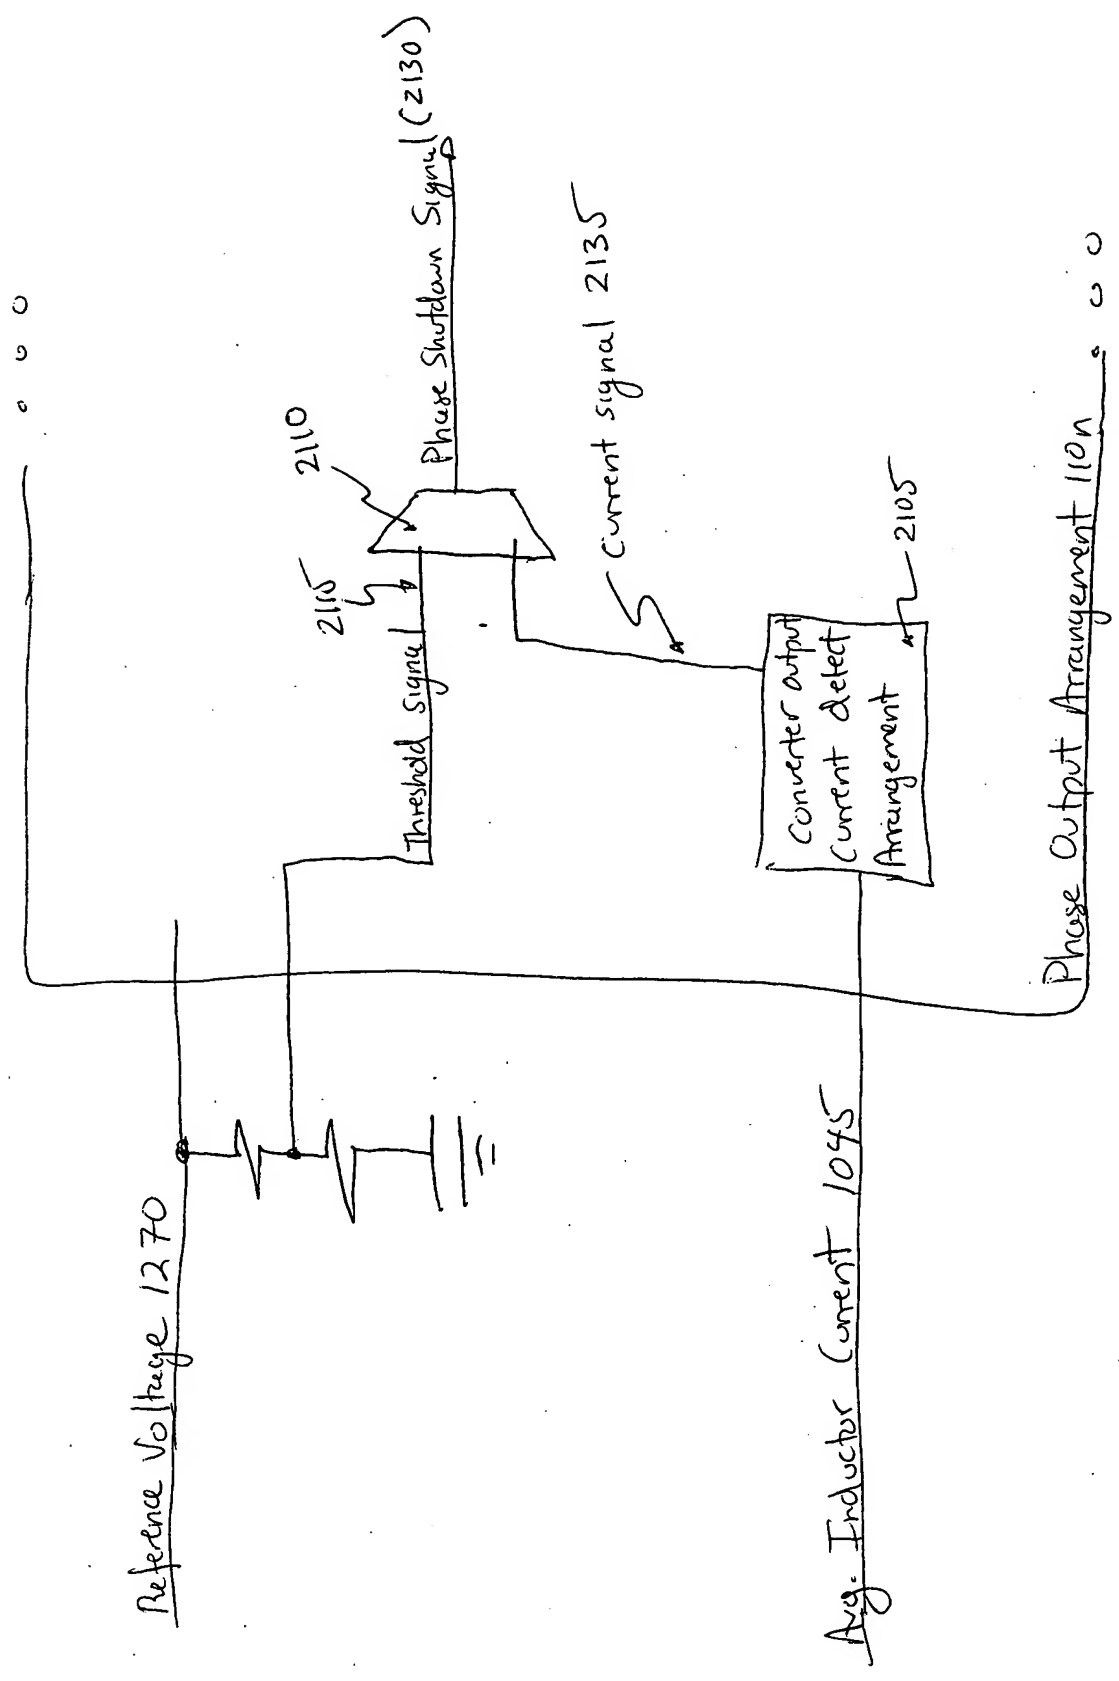 Reference Voltage 1270
Threshold signal
2115
2110
Phase Shutdown Signal (2130)
Current signal 2135
Converter output
Current detect
Arrangement
2105
Avg. Inductor Current 1045
Phase Output Arrangement 110n